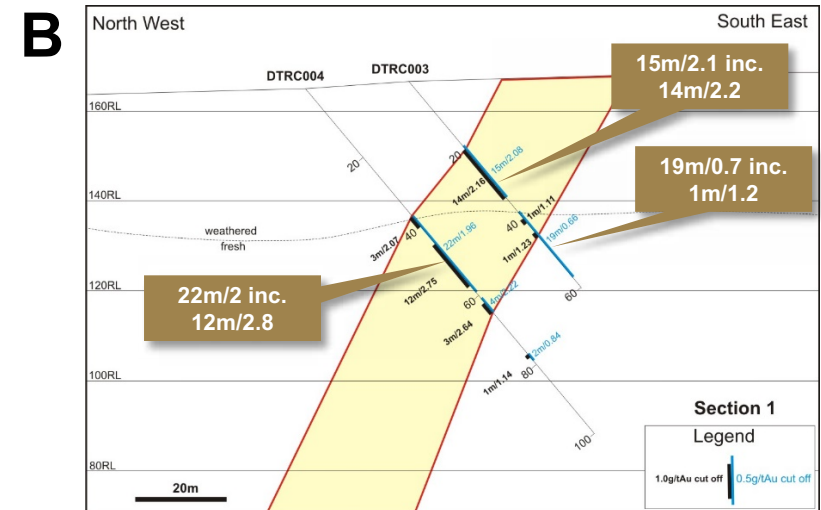 B
North West
South East
DTRC004
DTRC003
15m/2.1 inc.
14m/2.2
160RL
20
20
15m/2.08
14m/2.16
19m/0.7 inc.
1m/1.2
140RL
1m/1.11
40
19m/0.66
1m/1.23
weathered
fresh
40
3m/2.07
22m/1.96
12m/2.75
22m/2 inc.
12m/2.8
120RL
60
60
4m/2.22
3m/2.64
2m/0.84
80
1m/1.14
100RL
100
Section 1
Legend
1.0g/tAu cut off
0.5g/tAu cut off
80RL
20m